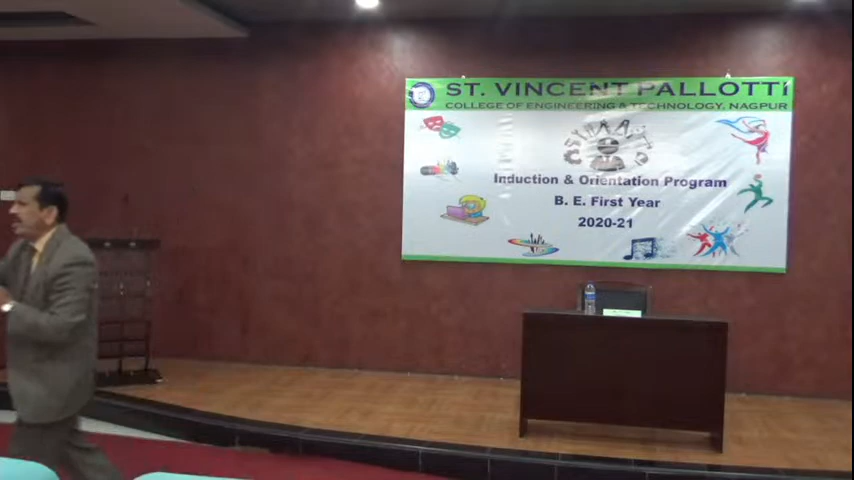 ST. VINCENT PALLOTTI
COLLEGE OF ENGINEERING & TECHNOLOGY, NAGPUR
Induction & Orientation Program
B. E. First Year
2020-21